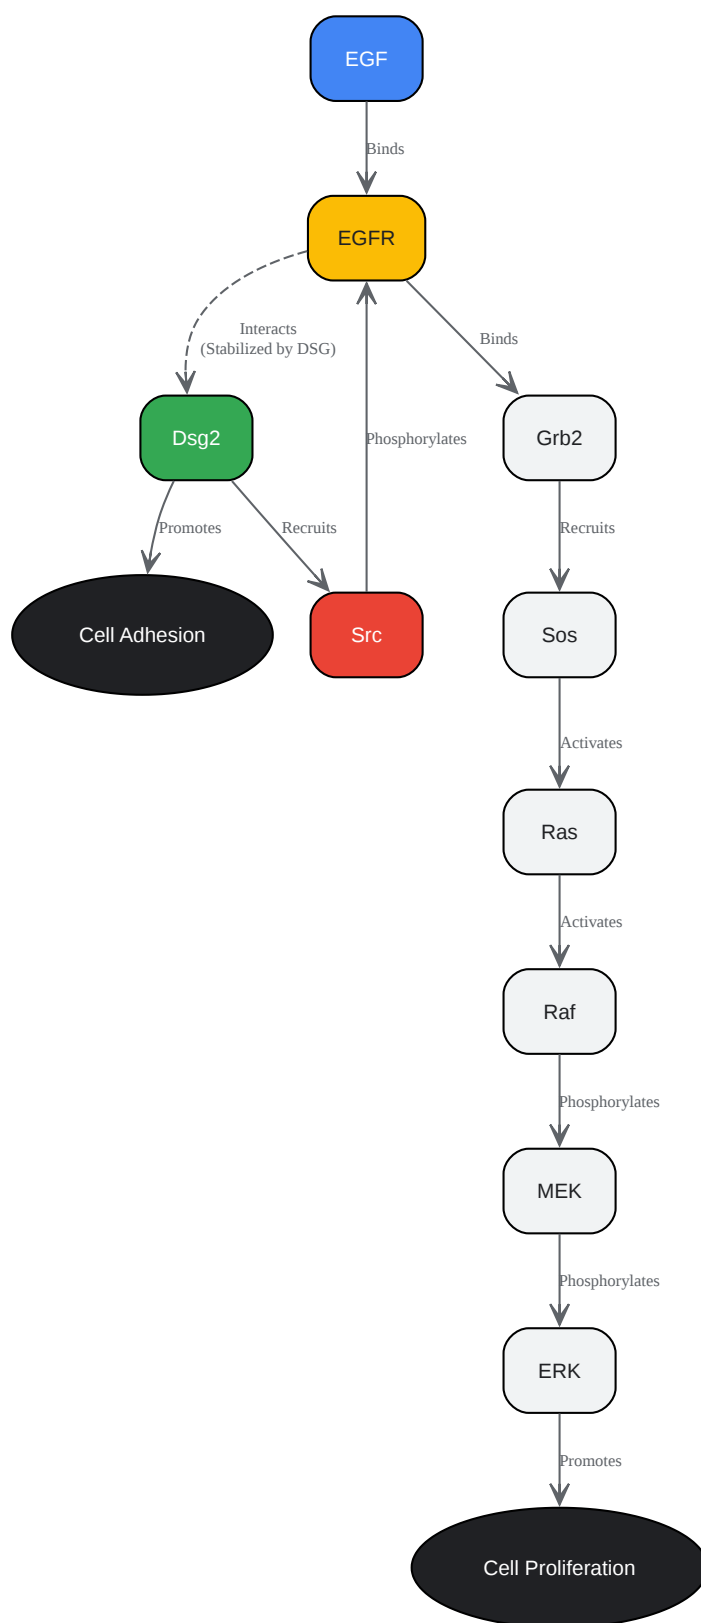 EGF
Binds
EGFR
Interacts
(Stabilized by DSG)
Binds
Dsg2
Phosphorylates
Grb2
Promotes
Recruits
Recruits
Cell Adhesion
Src
Sos
Activates
Ras
Activates
Raf
Phosphorylates
MEK
Phosphorylates
ERK
Promotes
Cell Proliferation